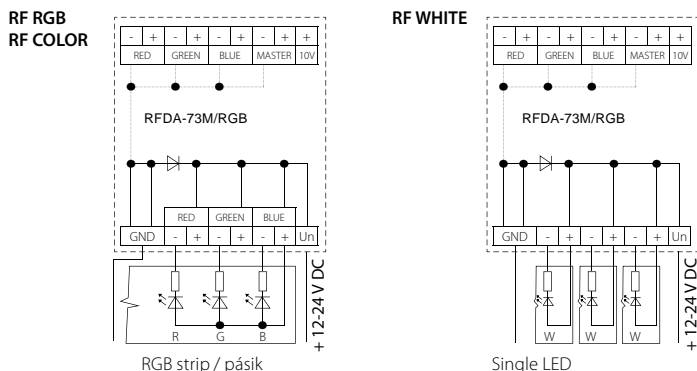 RF RGB
RF COLOR
- + - + - + - + +
RED GREEN BLUE MASTER 10V
RFDA-73M/RGB
RED GREEN BLUE
GND - + - + - + Un
R G B
+ 12-24 V DC
RGB strip / pásik
RF WHITE
- + - + - + - + +
RED GREEN BLUE MASTER 10V
RFDA-73M/RGB
GND - + - + - + Un
W W W
+ 12-24 V DC
Single LED